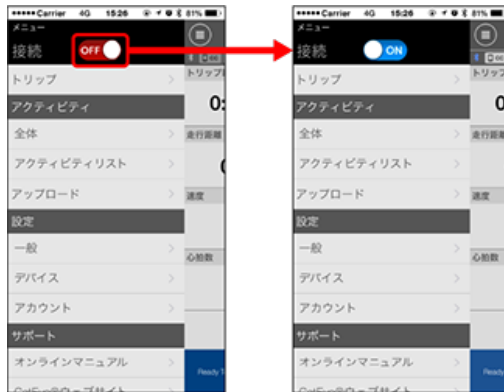 •••••Carrier 4G 15:26 81%
メニュー
接続 OFF
トリップ
アクティビティ
全体
アクティビティリスト
アップロード
設定
一般
デバイス
アカウント
サポート
オンラインマニュアル
走行距離
速度
心拍数
0:
Ready
•••••Carrier 4G 15:26 81%
メニュー
接続 ON
トリップ
アクティビティ
全体
アクティビティリスト
アップロード
設定
一般
デバイス
アカウント
サポート
オンラインマニュアル
走行距離
速度
心拍数
Ready